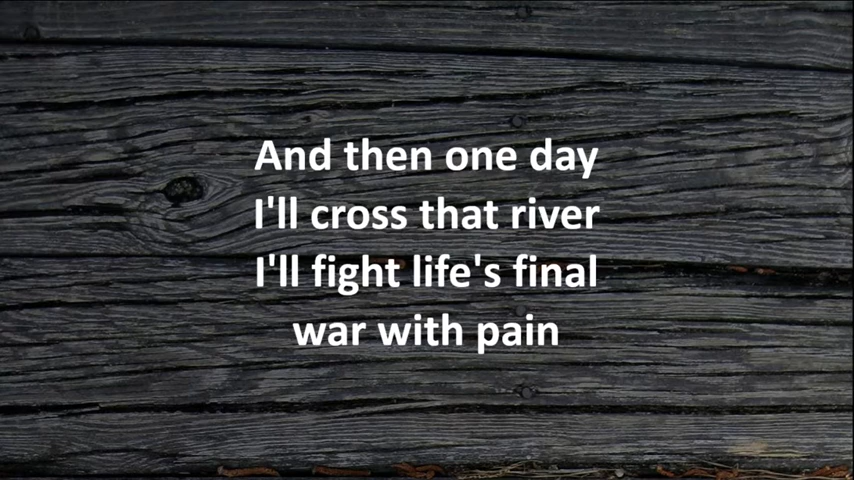 And then one day
I'll cross that river
I'll fight life's final
war with pain